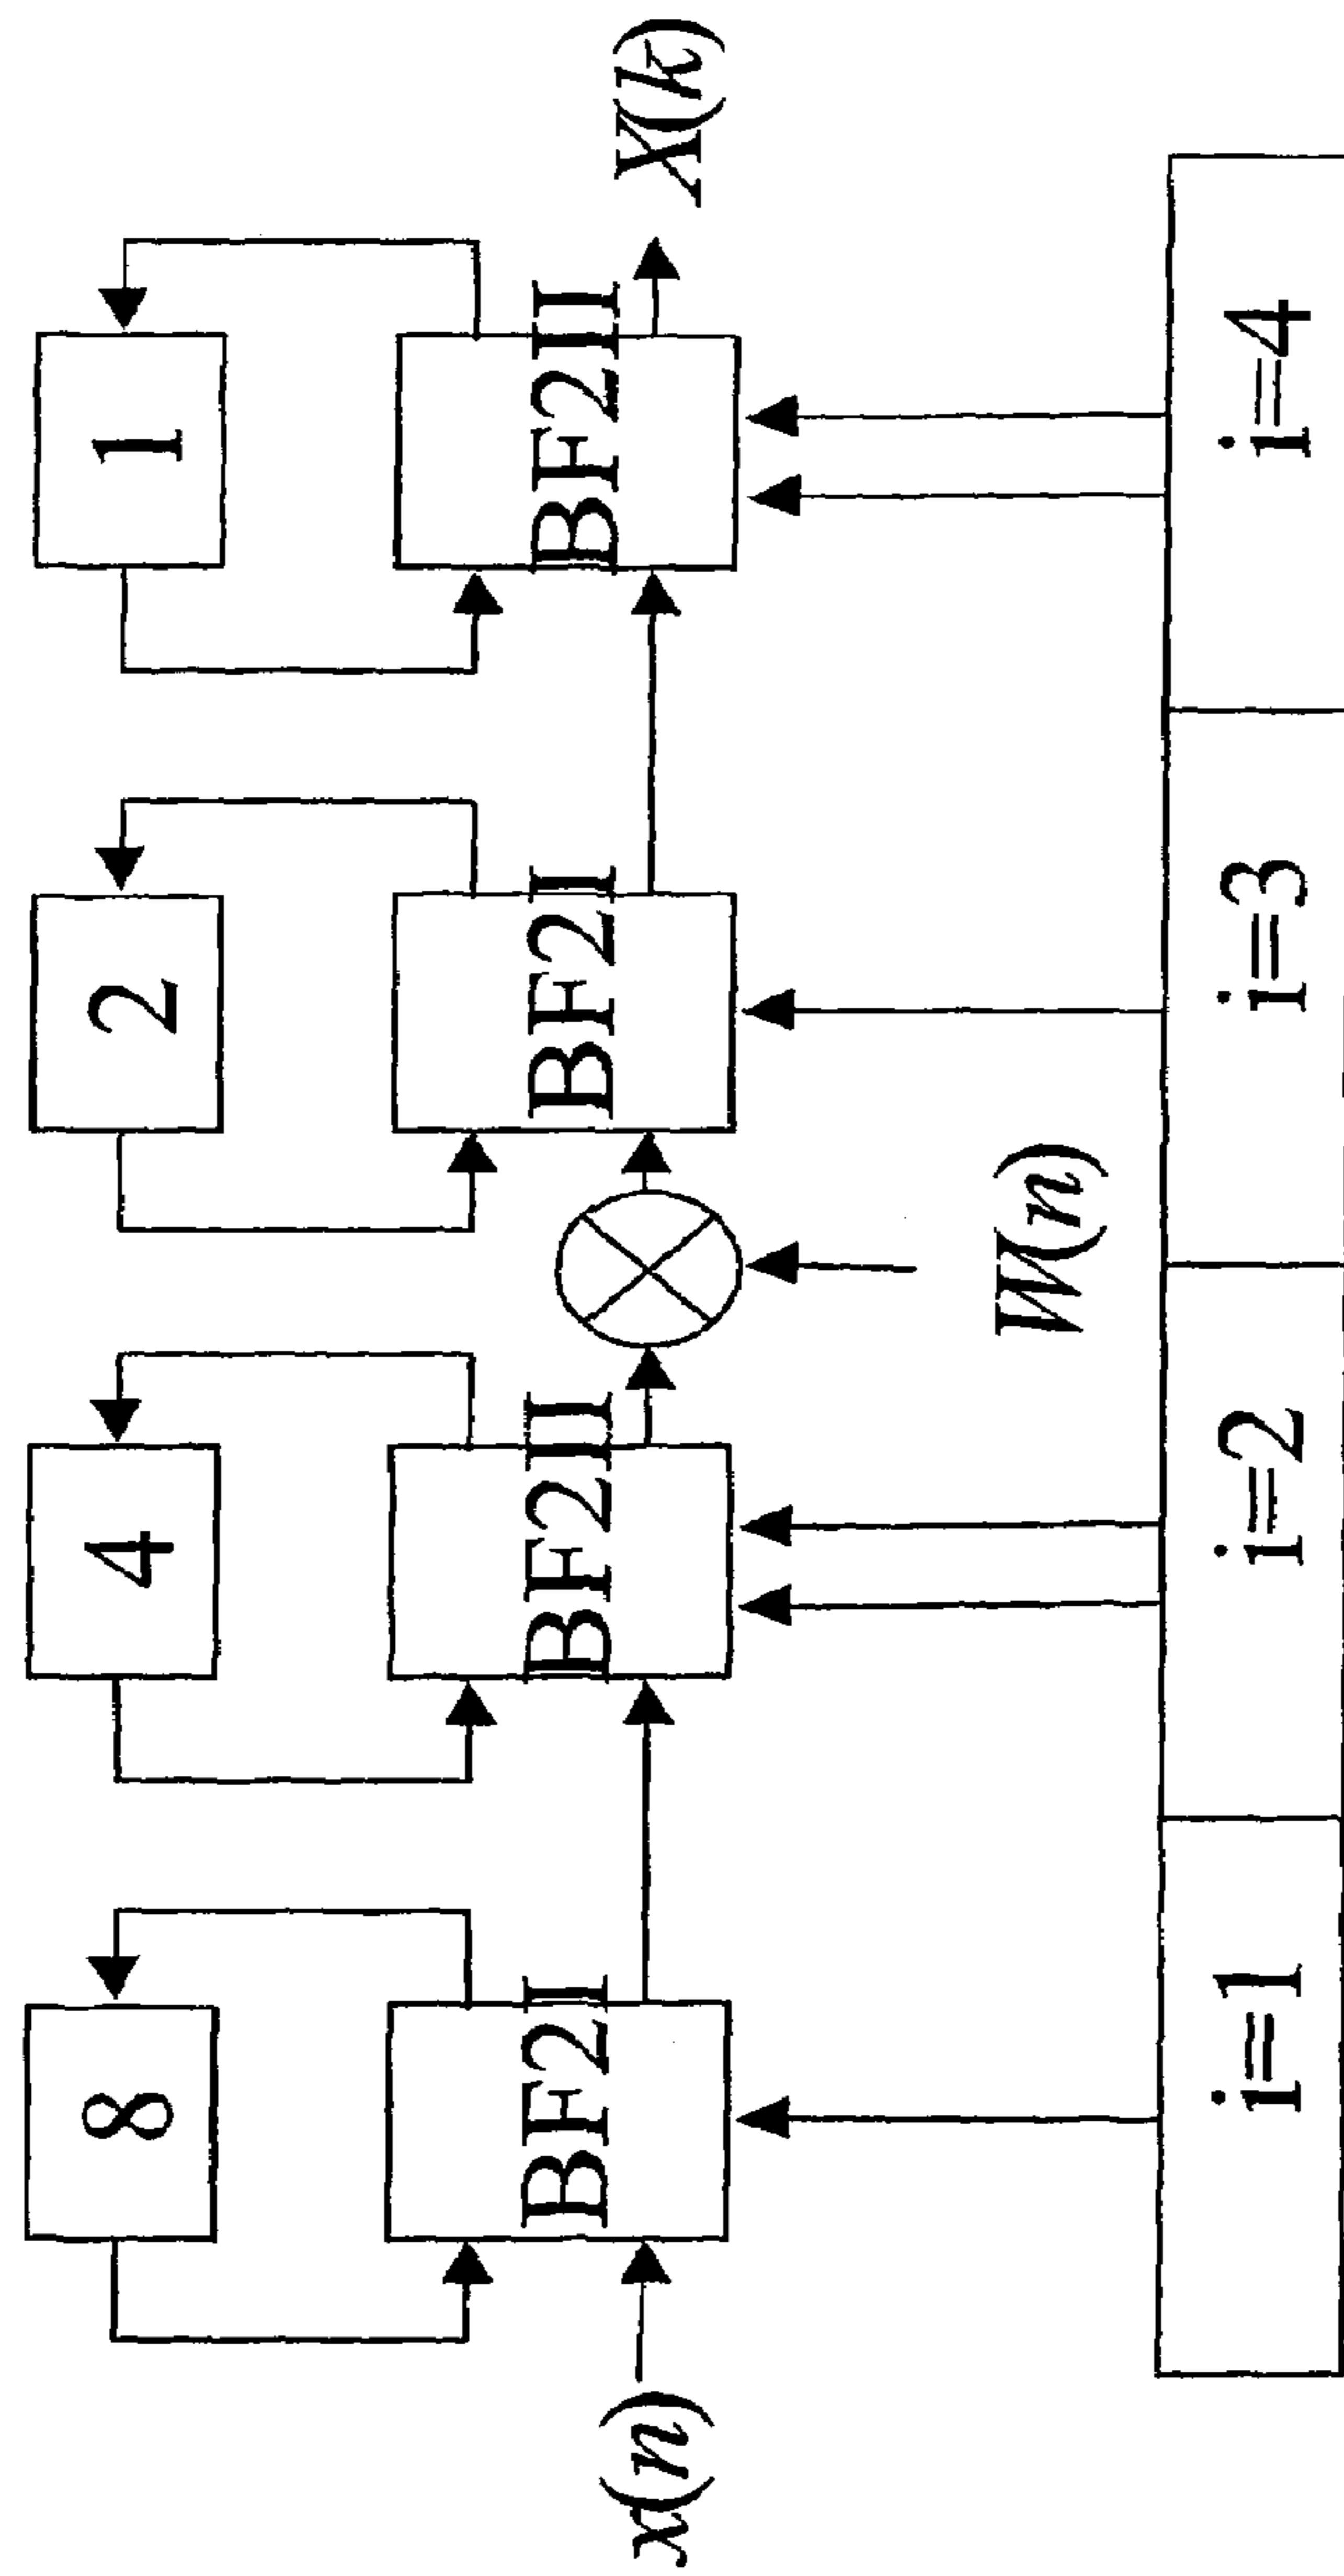 8
4
2
1
x(n)
BF2I
BF2II
BF2I
BF2II
X(k)
W(n)
i=1
i=2
i=3
i=4